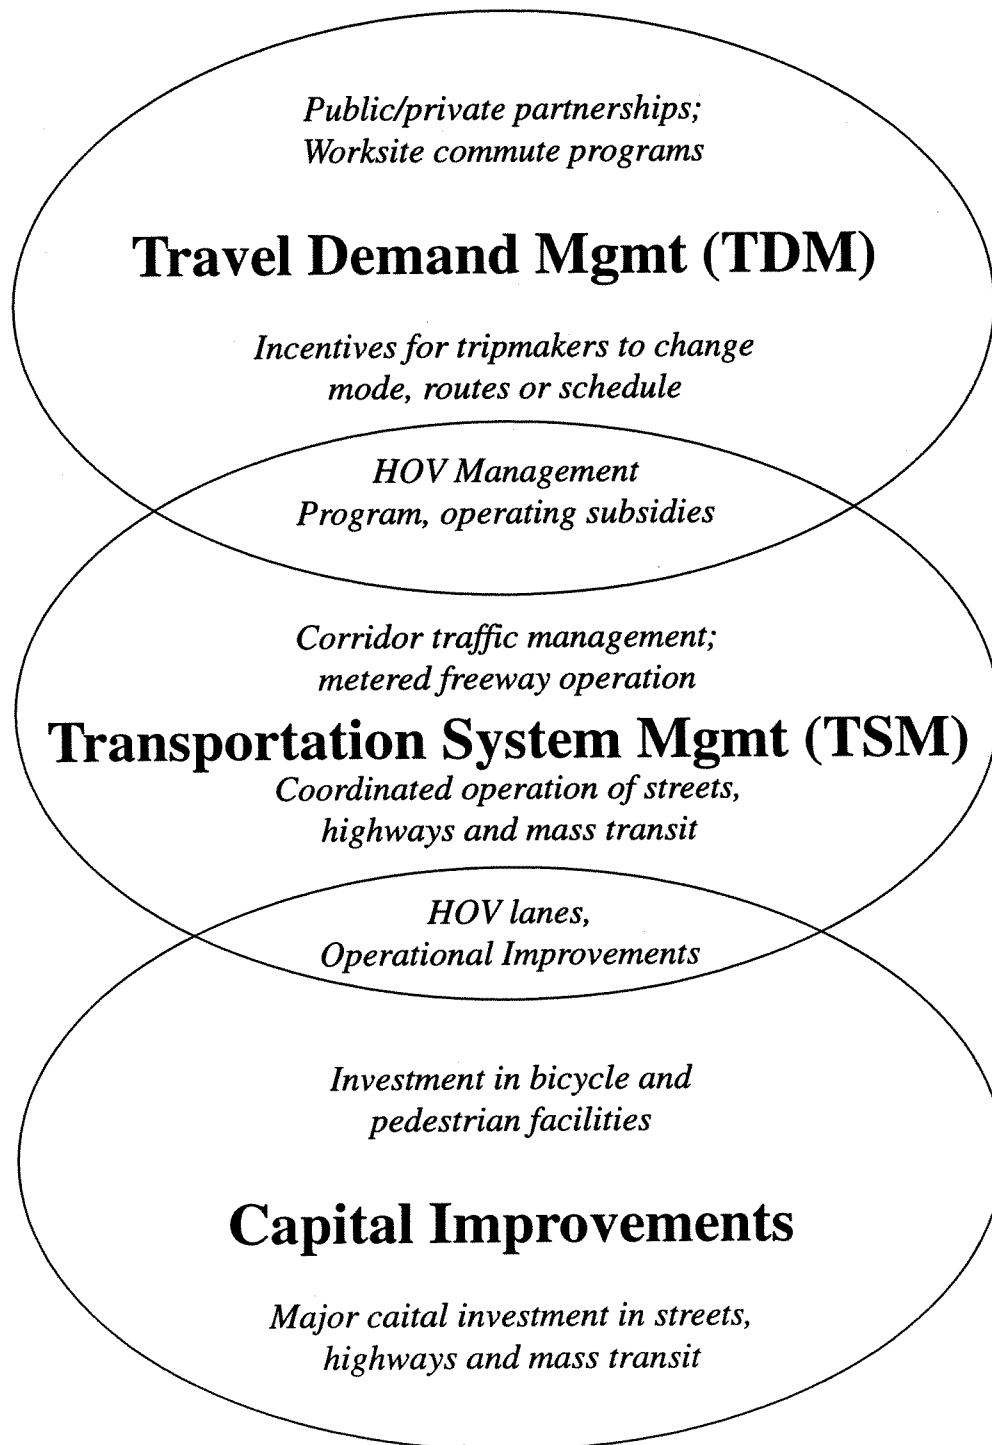 Public/private partnerships;
Worksite commute programs
Travel Demand Mgmt (TDM)
Incentives for tripmakers to change
mode, routes or schedule
HOV Management
Program, operating subsidies
Corridor traffic management;
metered freeway operation
Transportation System Mgmt (TSM)
Coordinated operation of streets,
highways and mass transit
HOV lanes,
Operational Improvements
Investment in bicycle and
pedestrian facilities
Capital Improvements
Major caital investment in streets,
highways and mass transit